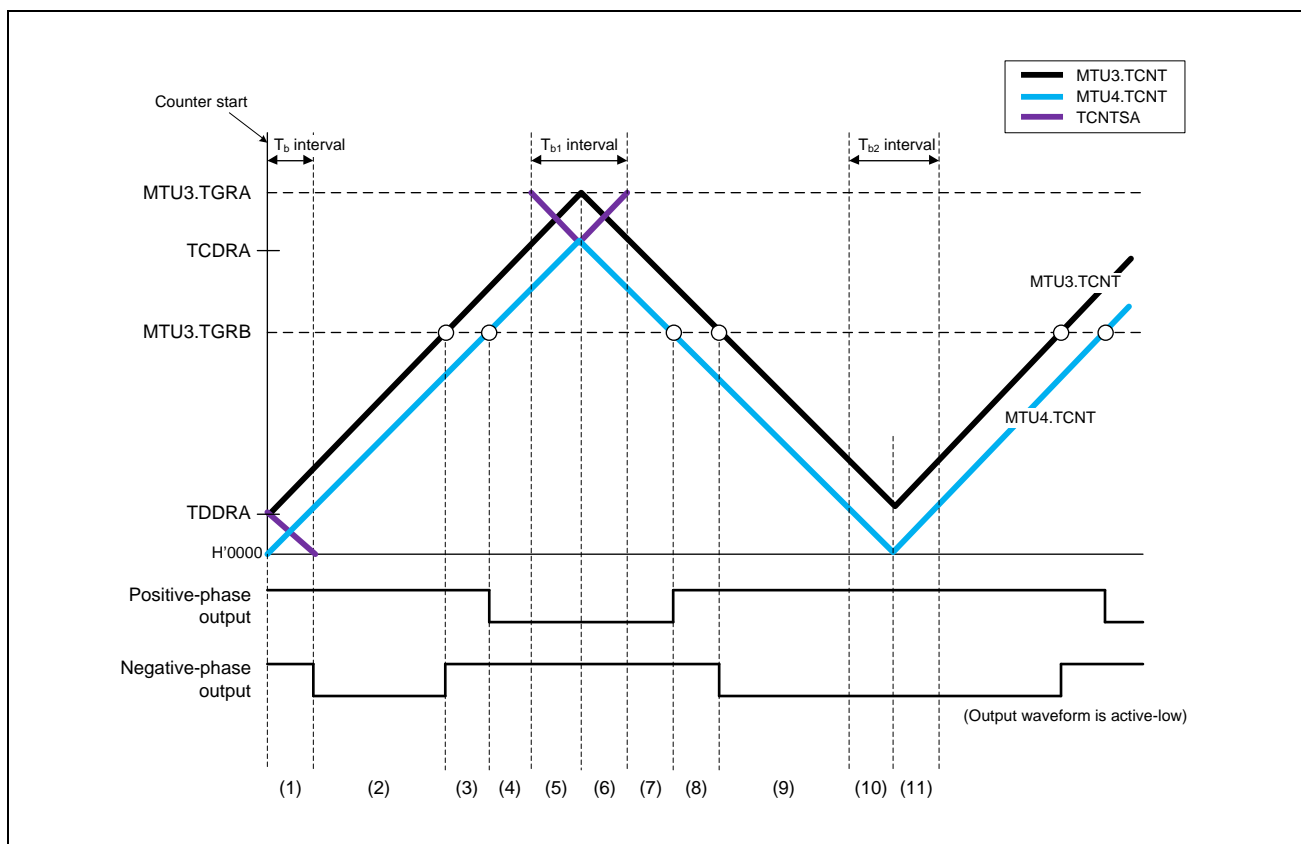 MTU3.TCNT
MTU4.TCNT
TCNTSA
Counter start
Tb interval
Tb1 interval
Tb2 interval
MTU3.TGRA
TCDRA
MTU3.TCNT
MTU3.TGRB
MTU4.TCNT
TDDRA
H'0000
Positive-phase
output
Negative-phase
output
(Output waveform is active-low)
(1) (2) (3) (4) (5) (6) (7) (8) (9) (10) (11)